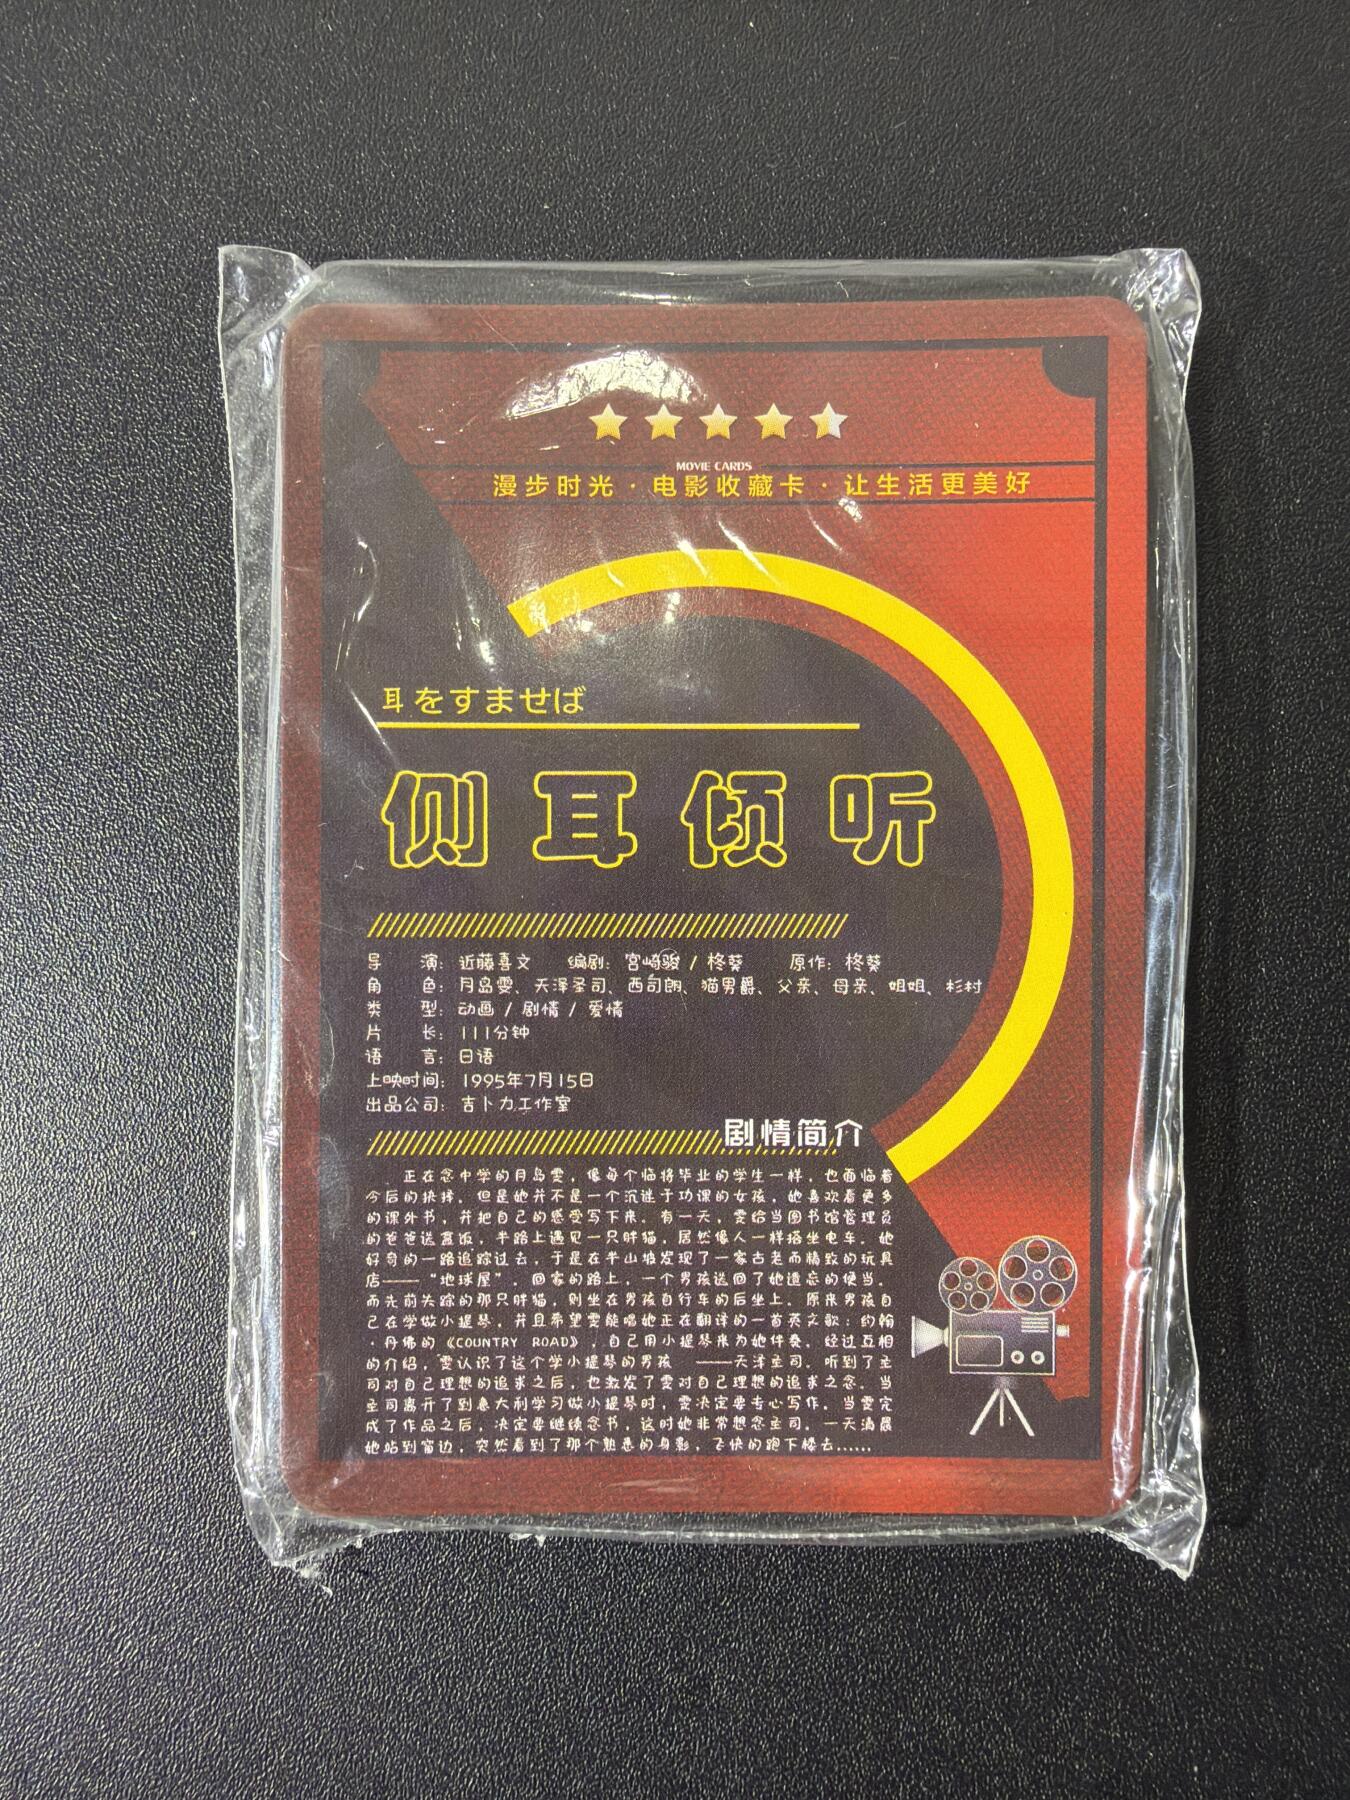 MOVIE CARDS
漫步时光·电影收藏卡·让生活更美好
耳をすませば
侧耳倾听
导演：近藤喜文 编剧：宫崎骏 / 柊葵 原作：柊葵
角色：月岛雯、天泽圣司、西司朗、猫男爵、父亲、母亲、姐姐、杉村
类型：动画 / 剧情 / 爱情
片长：111分钟
语言：日语
上映时间：1995年7月15日
出品公司：吉卜力工作室
剧情简介
正在念中学的月岛雯，像每个临将毕业的学生一样，也面临着
今后的抉择，但是她并不是一个沉迷于功课的女孩，她喜欢看更多
的课外书，并把自己的感受写下来。有一天，雯给当图书馆管理员
的爸爸送盒饭，半路上遇见一只胖猫，居然像人一样搭坐电车。她
好奇的一路追踪过去，于是在半山坡发现了一家古老而精致的玩具
店——“地球屋”。回家的路上，一个男孩送回了她遗忘的便当。
而先前失踪的那只胖猫，则坐在男孩自行车的后坐上。原来男孩自
己在学做小提琴，并且希望雯能唱她正在翻译的一首英文歌：约翰
·丹佛的《COUNTRY ROAD》，自己用小提琴来为她伴奏。经过互相
的介绍，雯认识了这个学小提琴的男孩 ——天泽圣司。听到了圣
司对自己理想的追求之后，也激发了雯对自己理想的追求之念。当
圣司离开了到意大利学习做小提琴时，雯决定要专心写作。当雯完
成了作品之后，决定要继续念书，这时她非常想念圣司。一天清晨
她站到窗边，突然看到了那个熟悉的身影，飞快的跑下楼去……